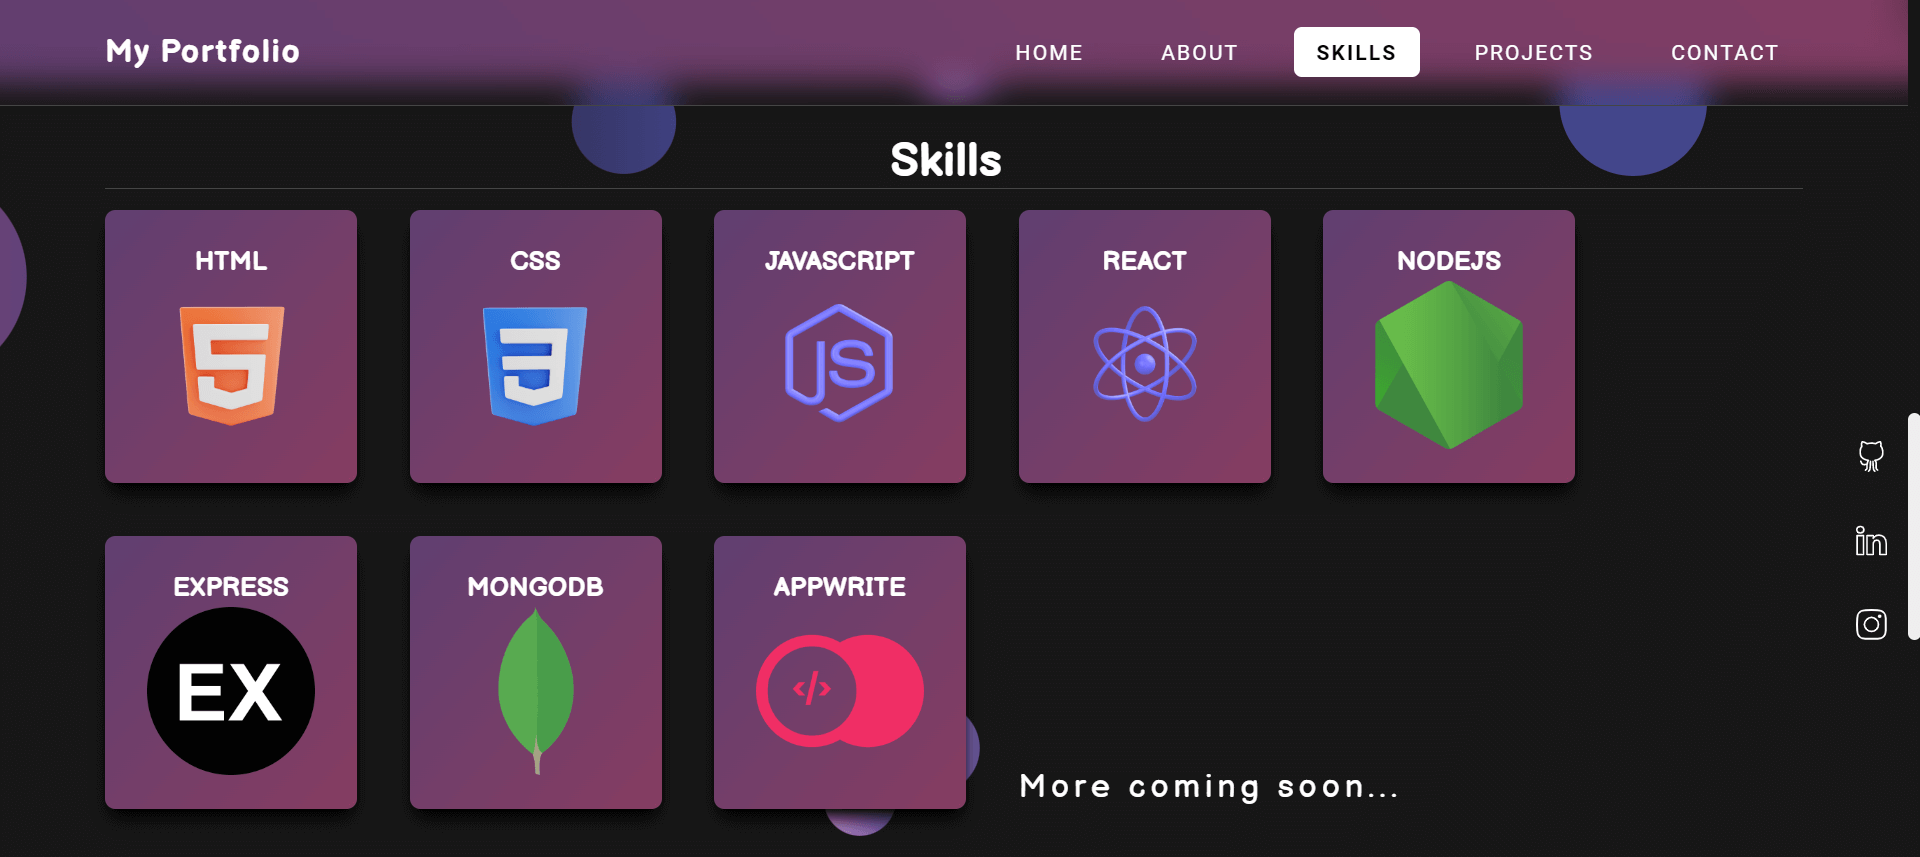 My Portfolio
HOME
ABOUT
SKILLS
PROJECTS
CONTACT
Skills
HTML
5
CSS
3
JAVASCRIPT
JS
REACT
NODEJS
EXPRESS
EX
MONGODB
APPWRITE
</>
More coming soon...
in